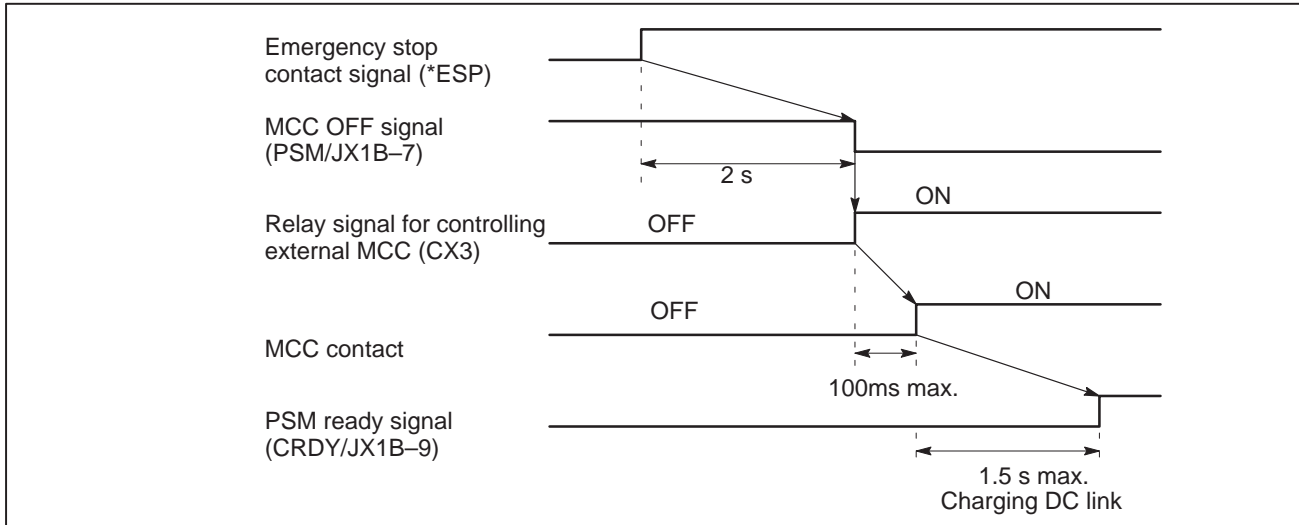 Emergency stop
contact signal (*ESP)
MCC OFF signal
(PSM/JX1B–7)
2 s
ON
Relay signal for controlling
external MCC (CX3)
OFF
ON
OFF
MCC contact
100ms max.
PSM ready signal
(CRDY/JX1B–9)
1.5 s max.
Charging DC link